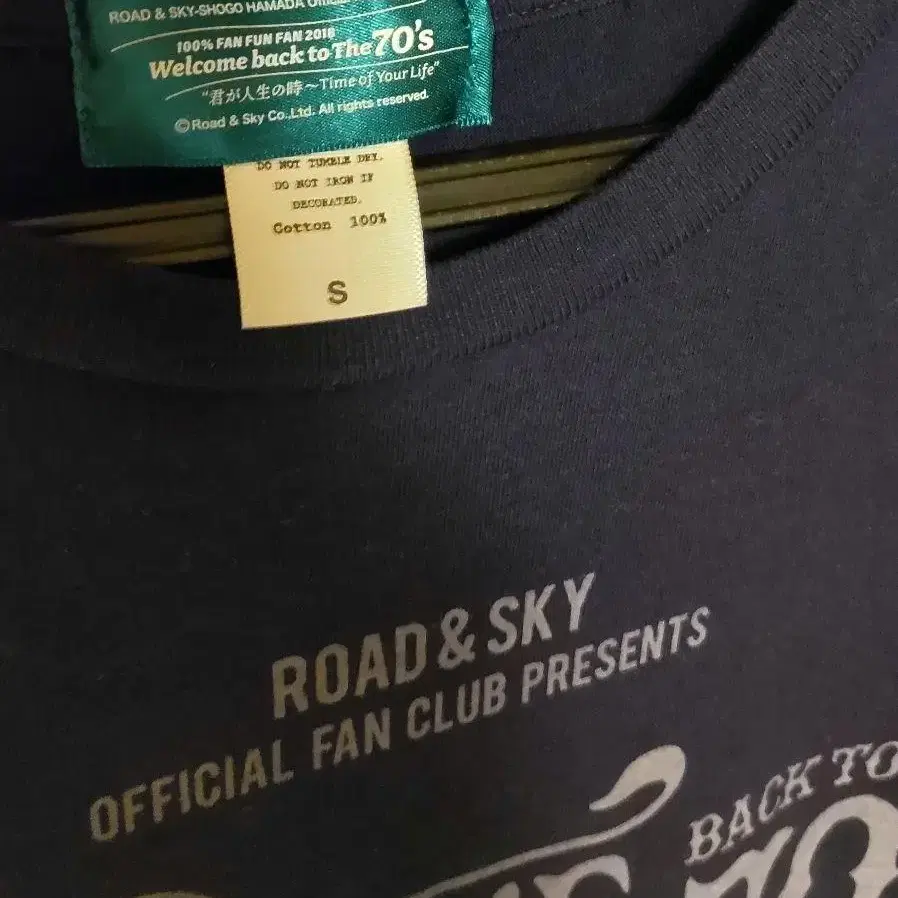 ROAD & SKY-SHOGO HAMADA
100% FAN FUN FAN 2018
Welcome back to The 70's
"君が人生の時～Time of Your Life"
©Road & Sky Co.,Ltd. All rights reserved.
DO NOT TUMBLE DRY.
DO NOT IRON IF
DECORATED.
Cotton 100%
S
ROAD & SKY
OFFICIAL FAN CLUB PRESENTS
BACK TO